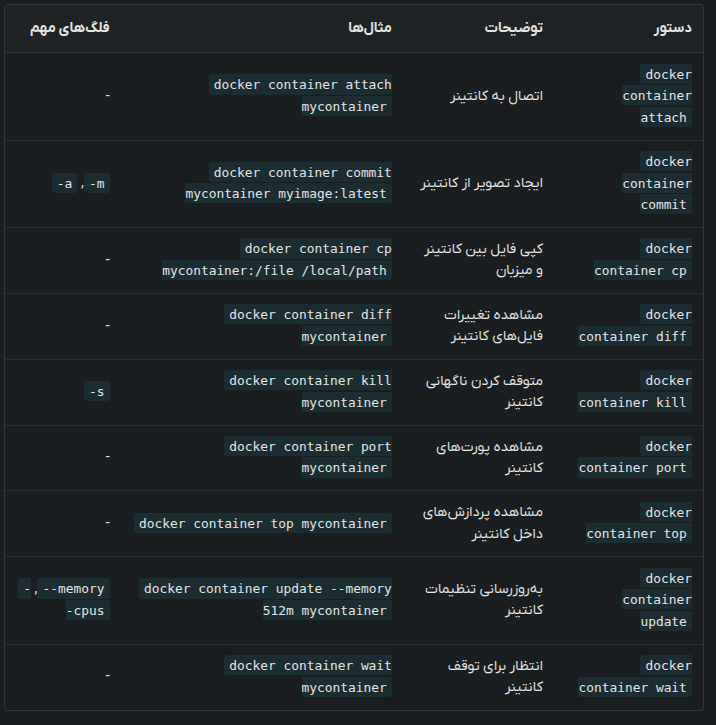 دستور	توضیحات	مثال‌ها	فلگ‌های مهم
docker container attach	اتصال به کانتینر	docker container attach mycontainer	-
docker container commit	ایجاد تصویر از کانتینر	docker container commit mycontainer myimage:latest	-m, -a
docker container cp	کپی فایل بین کانتینر و میزبان	docker container cp mycontainer:/file /local/path	-
docker container diff	مشاهده تغییرات فایل‌های کانتینر	docker container diff mycontainer	-
docker container kill	متوقف کردن ناگهانی کانتینر	docker container kill mycontainer	-s
docker container port	مشاهده پورت‌های کانتینر	docker container port mycontainer	-
docker container top	مشاهده پردازش‌های داخل کانتینر	docker container top mycontainer	-
docker container update	به‌روزرسانی تنظیمات کانتینر	docker container update --memory 512m mycontainer	--memory, --cpus
docker container wait	انتظار برای توقف کانتینر	docker container wait mycontainer	-